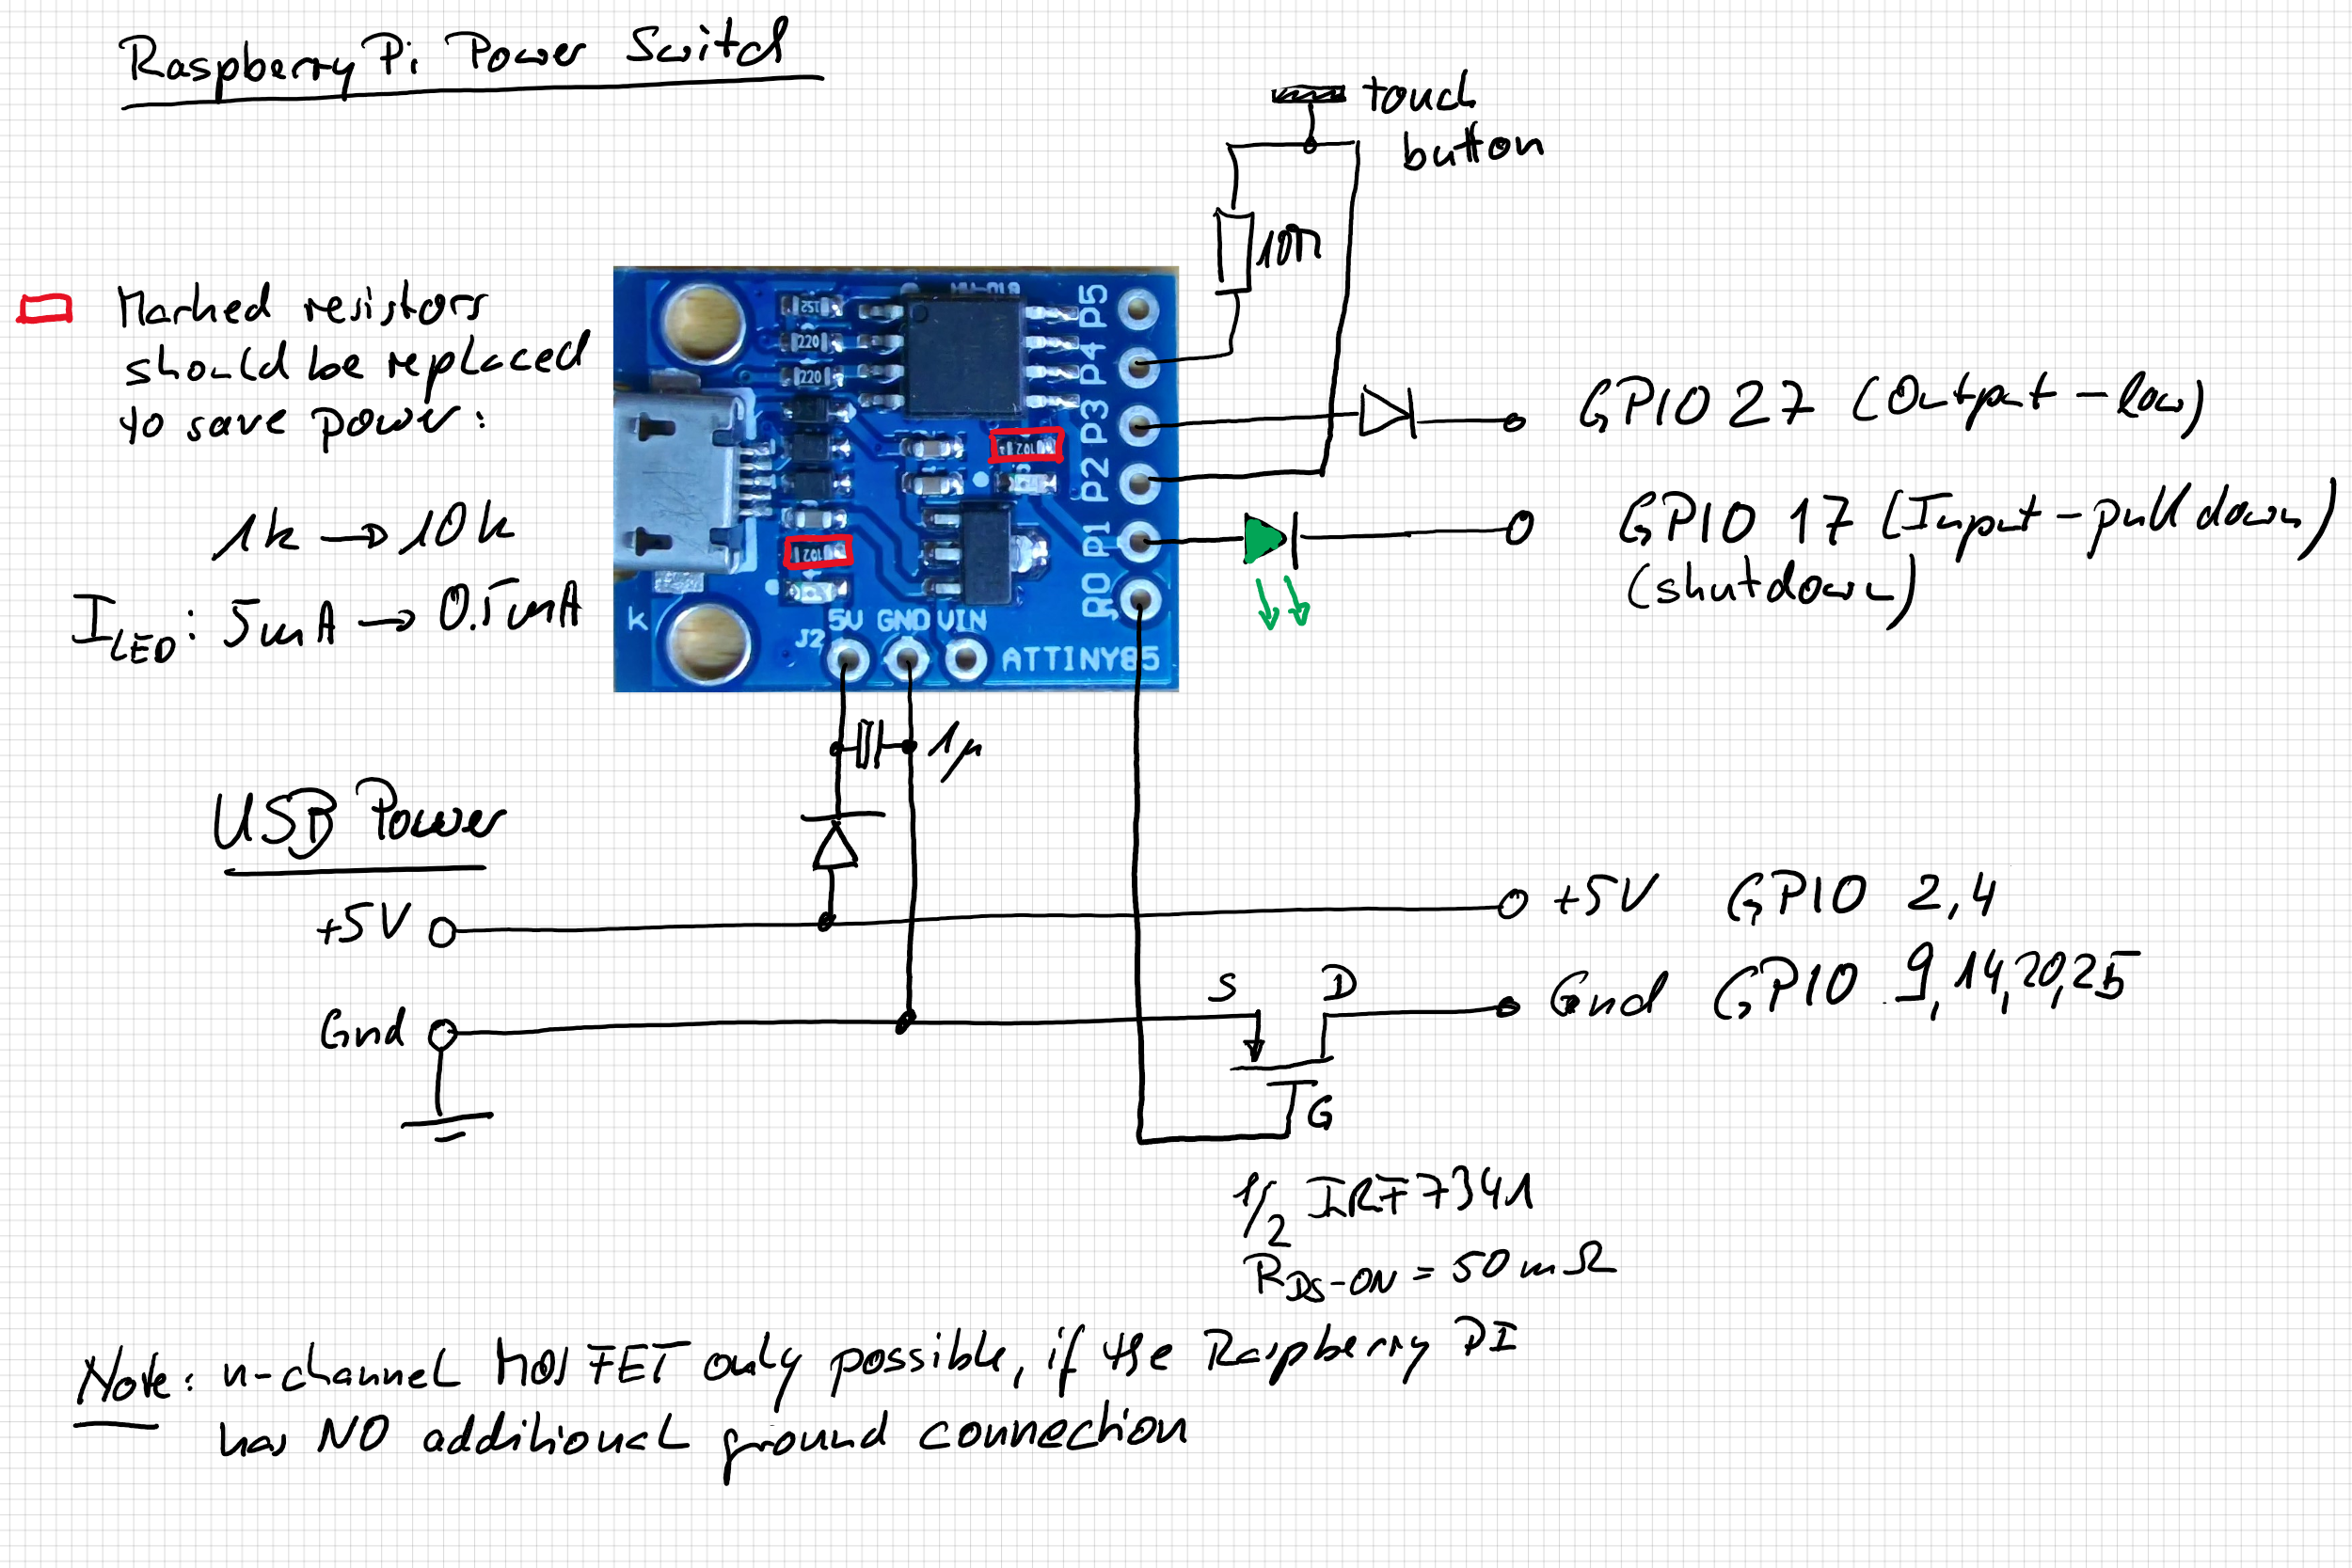 Raspberry Pi Power Switch
touch
button
10M
Marked resistors
should be replaced
to save power:
1k → 10k
I LED: 5mA → 0.5mA
GPIO 27 (Output-low)
GPIO 17 (Input-pull down)
(shutdown)
220
220
102
102
P5
P4
P3
P2
P1
P0
k
J2
5V GND VIN
ATTINY85
1µ
USB Power
+5V
+5V GPIO 2,4
Gnd
S D
Gnd GPIO 9,14,20,25
G
1/2 IRF7341
R DS-ON = 50mΩ
Note: n-channel MOSFET only possible, if the Raspberry PI
has NO additional ground connection